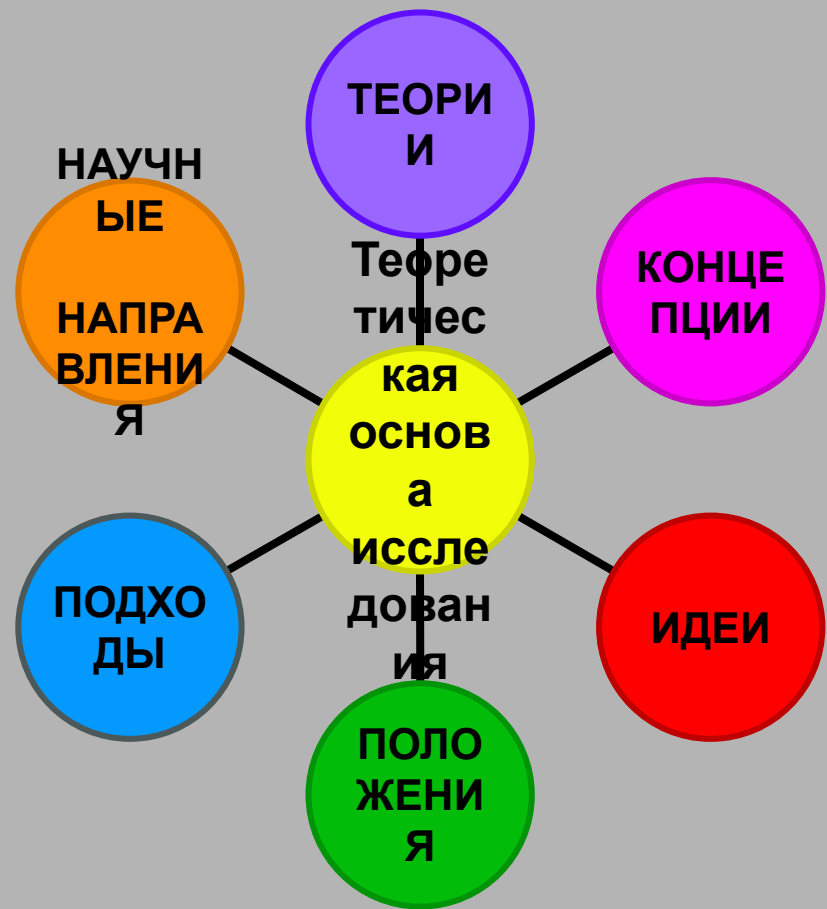 ТЕОРИ
И
НАУЧН
ЫЕ
НАПРА
ВЛЕНИ
Я
КОНЦЕ
ПЦИИ
Теоре
тичес
кая
основ
а
иссле
дован
ия
ПОДХО
ДЫ
ИДЕИ
ПОЛО
ЖЕНИ
Я